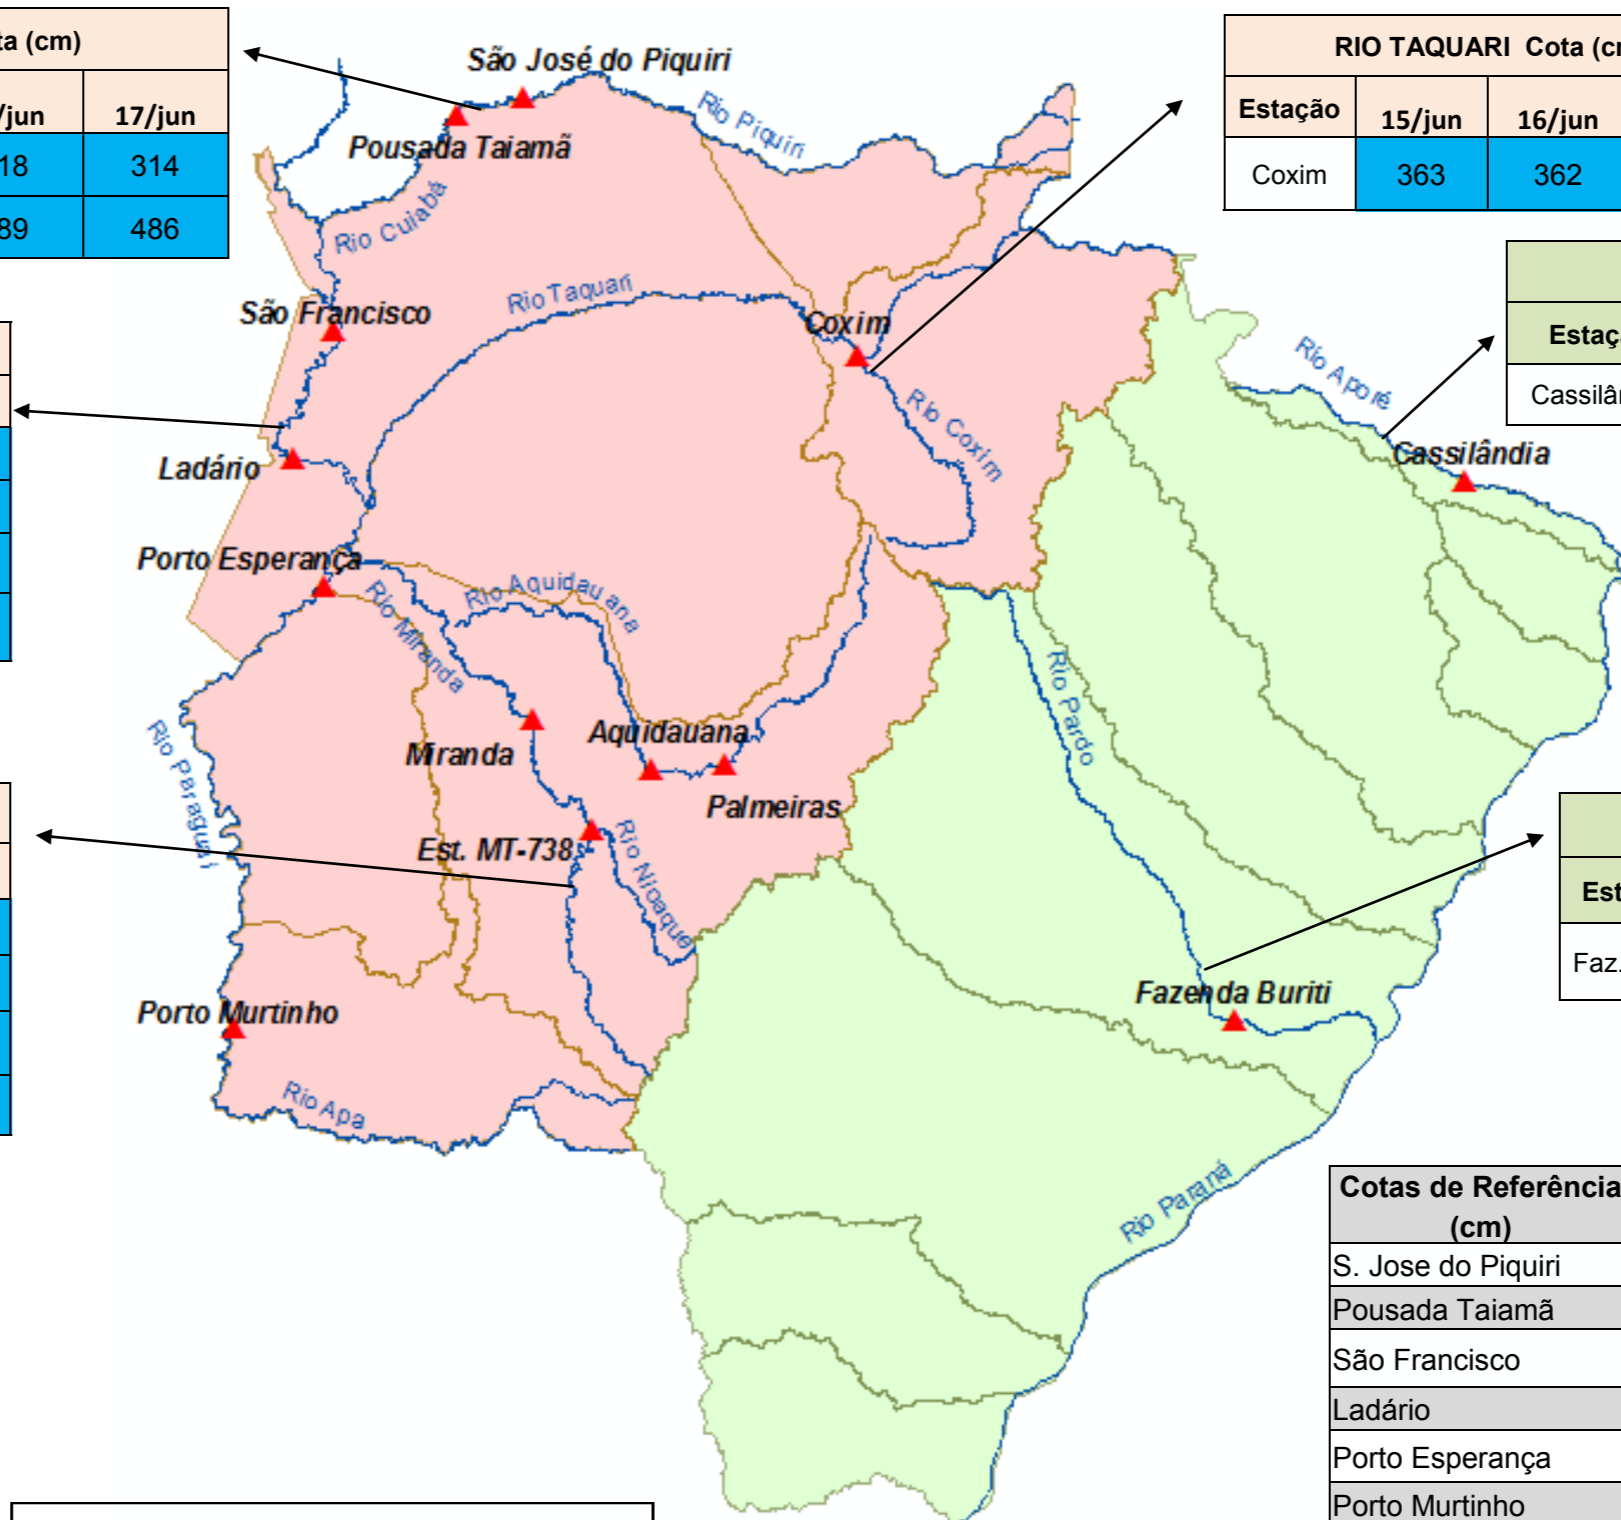 ta (cm)
/jun 17/jun
18 314
89 486
RIO TAQUARI Cota (cm
Estação 15/jun 16/jun
Coxim 363 362
São José do Piquiri
Rio Piquiri
Pousada Taiamã
Rio Cuiabá
São Francisco
Rio Taquari
Coxim
Estaç
Cassilân
Rio Aporé
Cassilândia
Rio Coxim
Ladário
Porto Esperança
Rio Miranda
Rio Aquidauana
Rio Pardo
Rio Paraguai
Miranda
Aquidauana
Palmeiras
Est. MT-738
Rio Nioaque
Est
Faz.
Fazenda Buriti
Porto Murtinho
Rio Apa
Rio Paraná
Cotas de Referência
(cm)
S. Jose do Piquiri
Pousada Taiamã
São Francisco
Ladário
Porto Esperança
Porto Murtinho